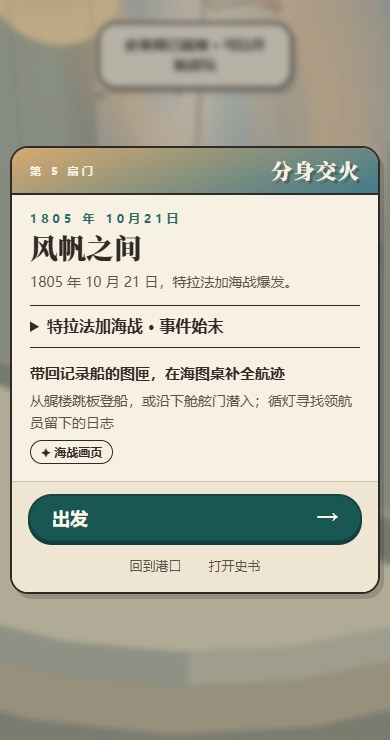 第 5 扇门
分身交火
1805 年 10月21日
风帆之间
1805 年 10 月 21 日，特拉法加海战爆发。
▶ 特拉法加海战 • 事件始末
带回记录船的图匣，在海图桌补全航迹
从艉楼跳板登船，或沿下舱舷门潜入；循灯寻找领航
员留下的日志
✦ 海战画页
出发 →
回到港口 打开史书